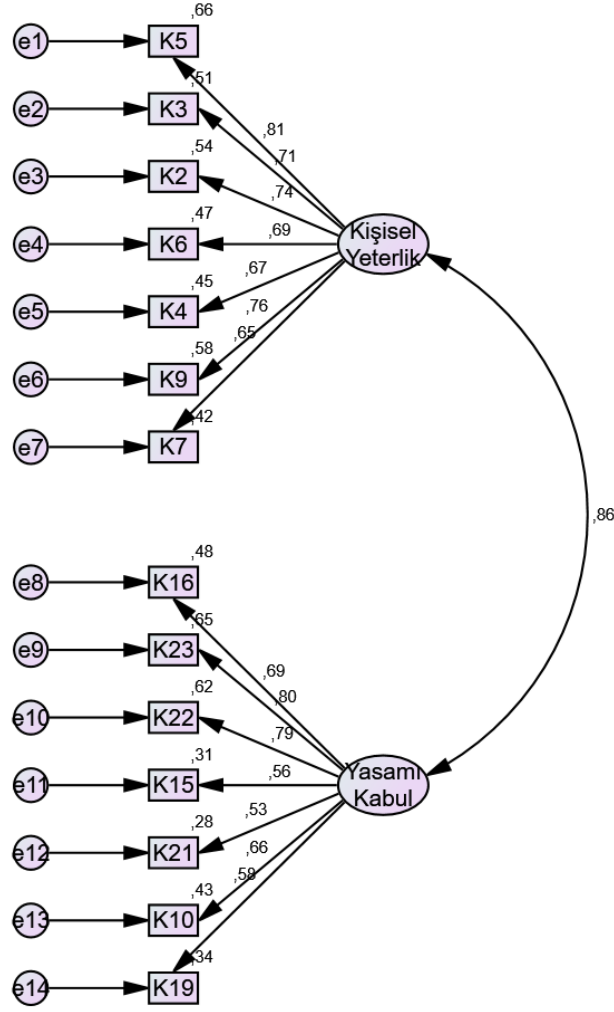 ,66
e1
K5
,51
e2
K3
,81
,71
,54
e3
K2
,74
,47
e4
K6
,69
Kişisel
Yeterlik
,45
e5
K4
,67
,76
,58
e6
K9
,65
,42
e7
K7
,86
,48
e8
K16
,65
e9
K23
,69
,80
,62
e10
K22
,79
,31
e11
K15
,56
Yasamı
Kabul
,28
e12
K21
,53
,66
,43
e13
K10
,58
,34
e14
K19